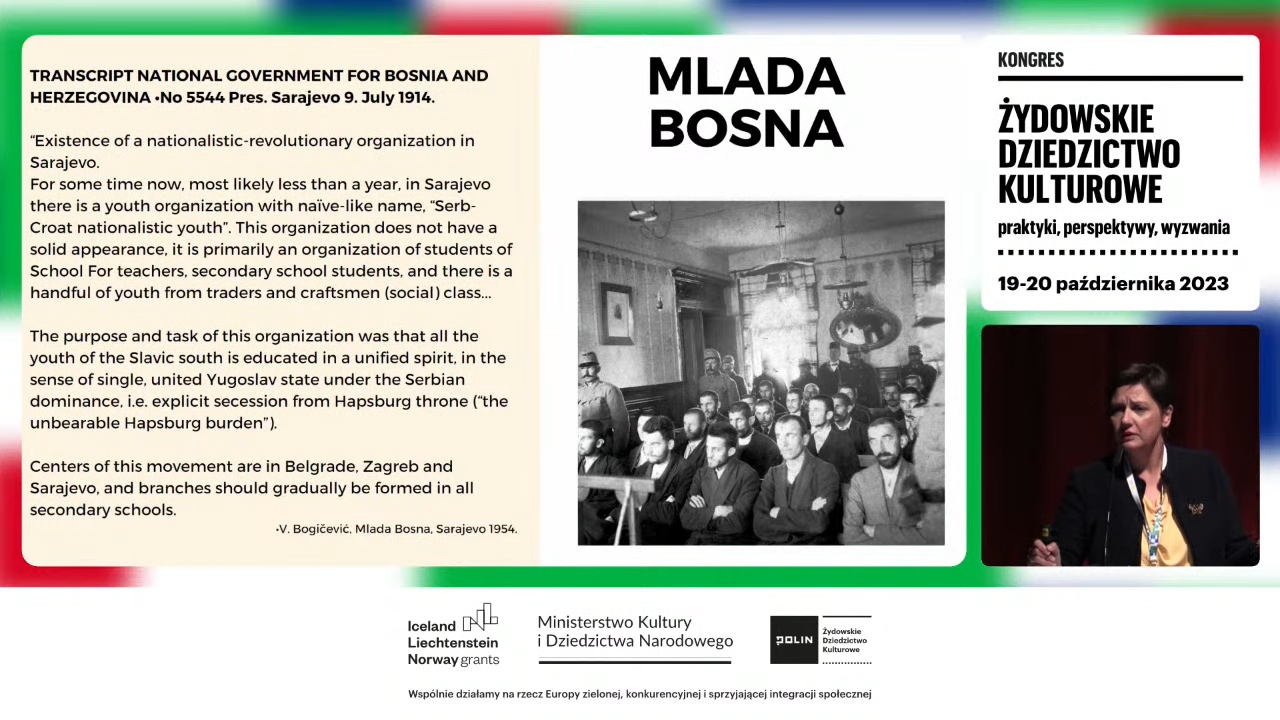 TRANSCRIPT NATIONAL GOVERNMENT FOR BOSNIA AND
HERZEGOVINA •No 5544 Pres. Sarajevo 9. July 1914.
“Existence of a nationalistic-revolutionary organization in
Sarajevo.
For some time now, most likely less than a year, in Sarajevo
there is a youth organization with naïve-like name, “Serb-
Croat nationalistic youth”. This organization does not have a
solid appearance, it is primarily an organization of students of
School For teachers, secondary school students, and there is a
handful of youth from traders and craftsmen (social) class...
The purpose and task of this organization was that all the
youth of the Slavic south is educated in a unified spirit, in the
sense of single, united Yugoslav state under the Serbian
dominance, i.e. explicit secession from Hapsburg throne (“the
unbearable Hapsburg burden”).
Centers of this movement are in Belgrade, Zagreb and
Sarajevo, and branches should gradually be formed in all
secondary schools.
•V. Bogičević, Mlada Bosna, Sarajevo 1954.
MLADA
BOSNA
KONGRES
ŻYDOWSKIE
DZIEDZICTWO
KULTUROWE
praktyki, perspektywy, wyzwania
19-20 października 2023
Iceland
Liechtenstein
Norway grants
Ministerstwo Kultury
i Dziedzictwa Narodowego
POLIN
Żydowskie
Dziedzictwo
Kulturowe
Wspólnie działamy na rzecz Europy zielonej, konkurencyjnej i sprzyjającej integracji społecznej